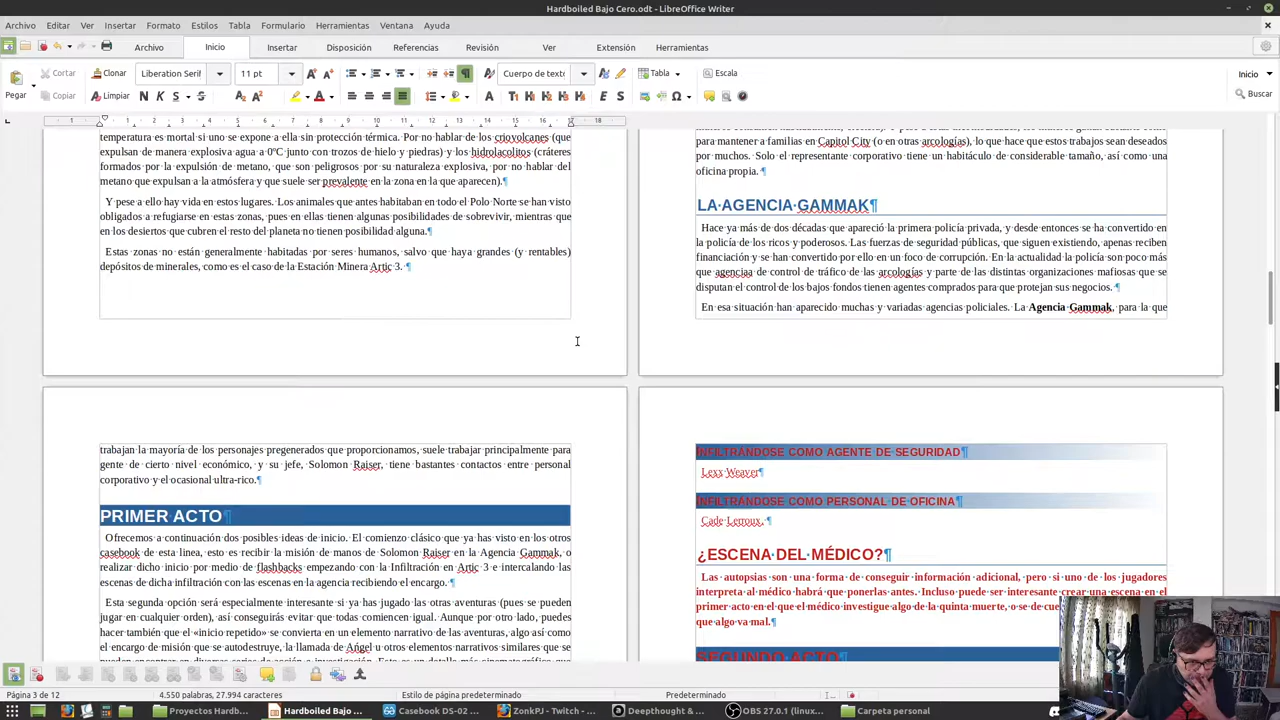 Hardboiled Bajo Cero.odt - LibreOffice Writer
Archivo Editar Ver Insertar Formato Estilos Tabla Formulario Herramientas Ventana Ayuda
Archivo Inicio Insertar Disposición Referencias Revisión Ver Extensión Herramientas
Pegar Cortar Clonar Liberation Serif 11 pt Cuerpo de texto Tabla Escala Inicio
Copiar Limpiar Buscar
temperatura es mortal si uno se expone a ella sin protección térmica. Por no hablar de los criovolcanes (que
expulsan de manera explosiva agua a 0ºC junto con trozos de hielo y piedras) y los hidrolacolitos (cráteres
formados por la expulsión de metano, que son peligrosos por su naturaleza explosiva, por no hablar del
metano que expulsan a la atmósfera y que suele ser prevalente en la zona en la que aparecen).¶
Y pese a ello hay vida en estos lugares. Los animales que antes habitaban en todo el Polo Norte se han visto
obligados a refugiarse en estas zonas, pues en ellas tienen algunas posibilidades de sobrevivir, mientras que
en los desiertos que cubren el resto del planeta no tienen posibilidad alguna.¶
Estas zonas no están generalmente habitadas por seres humanos, salvo que haya grandes (y rentables)
depósitos de minerales, como es el caso de la Estación Minera Artic 3. ¶
para mantener a familias en Capitol City (o en otras arcologías), lo que hace que estos trabajos sean deseados
por muchos. Solo el representante corporativo tiene un habitáculo de considerable tamaño, así como una
oficina propia. ¶
LA AGENCIA GAMMAK¶
Hace ya más de dos décadas que apareció la primera policía privada, y desde entonces se ha convertido en
la policía de los ricos y poderosos. Las fuerzas de seguridad públicas, que siguen existiendo, apenas reciben
financiación y se han convertido por ello en un foco de corrupción. En la actualidad la policía son poco más
que agenciaa de control de tráfico de las arcologías y parte de las distintas organizaciones mafiosas que se
disputan el control de los bajos fondos tienen agentes comprados para que protejan sus negocios. ¶
En esa situación han aparecido muchas y variadas agencias policiales. La Agencia Gammak, para la que
trabajan la mayoría de los personajes pregenerados que proporcionamos, suele trabajar principalmente para
gente de cierto nivel económico, y su jefe, Solomon Raiser, tiene bastantes contactos entre personal
corporativo y el ocasional ultra-rico.¶
PRIMER ACTO¶
Ofrecemos a continuación dos posibles ideas de inicio. El comienzo clásico que ya has visto en los otros
casebook de esta linea, esto es recibir la misión de manos de Solomon Raiser en la Agencia Gammak, o
realizar dicho inicio por medio de flashbacks empezando con la Infiltración en Artic 3 e intercalando las
escenas de dicha infiltración con las escenas en la agencia recibiendo el encargo. ¶
Esta segunda opción será especialmente interesante si ya has jugado las otras aventuras (pues se pueden
jugar en cualquier orden), así conseguirás evitar que todas comiencen igual. Aunque por otro lado, puedes
hacer también que el «inicio repetido» se convierta en un elemento narrativo de las aventuras, algo así como
el encargo de misión que se autodestruye, la llamada de Ángel u otros elementos narrativos similares que se
INFILTRÁNDOSE COMO AGENTE DE SEGURIDAD¶
Lexx Weaver¶
INFILTRÁNDOSE COMO PERSONAL DE OFICINA¶
Cade Lerroux. ¶
¿ESCENA DEL MÉDICO?¶
Las autopsias son una forma de conseguir información adicional, pero si uno de los jugadores
interpreta al médico habrá que ponerlas antes. Incluso puede ser interesante crear una escena en el
primer acto en el que el médico investigue algo de la quinta muerte, o se de cue
que algo va mal.¶
SEGUNDO ACTO¶
Página 3 de 12 4.550 palabras, 27.994 caracteres Estilo de página predeterminado Predeterminado
Proyectos Hardb... Hardboiled Bajo ... Casebook DS-02 ... ZonkPJ - Twitch - ... Deepthought & ... OBS 27.0.1 (linux... Carpeta personal